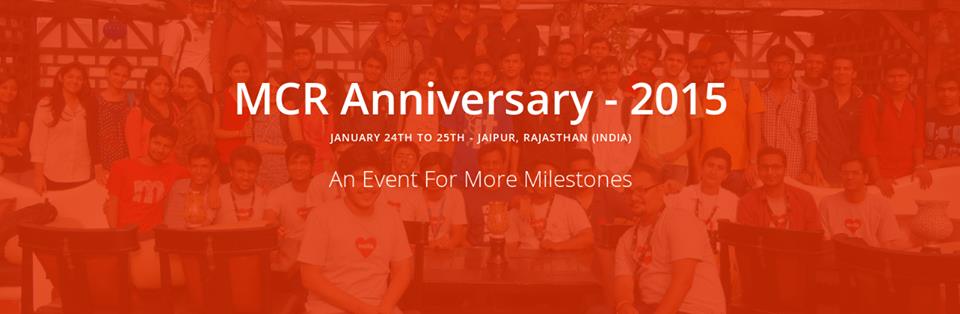 MCR Anniversary - 2015
JANUARY 24TH TO 25TH - JAIPUR, RAJASTHAN (INDIA)
An Event For More Milestones